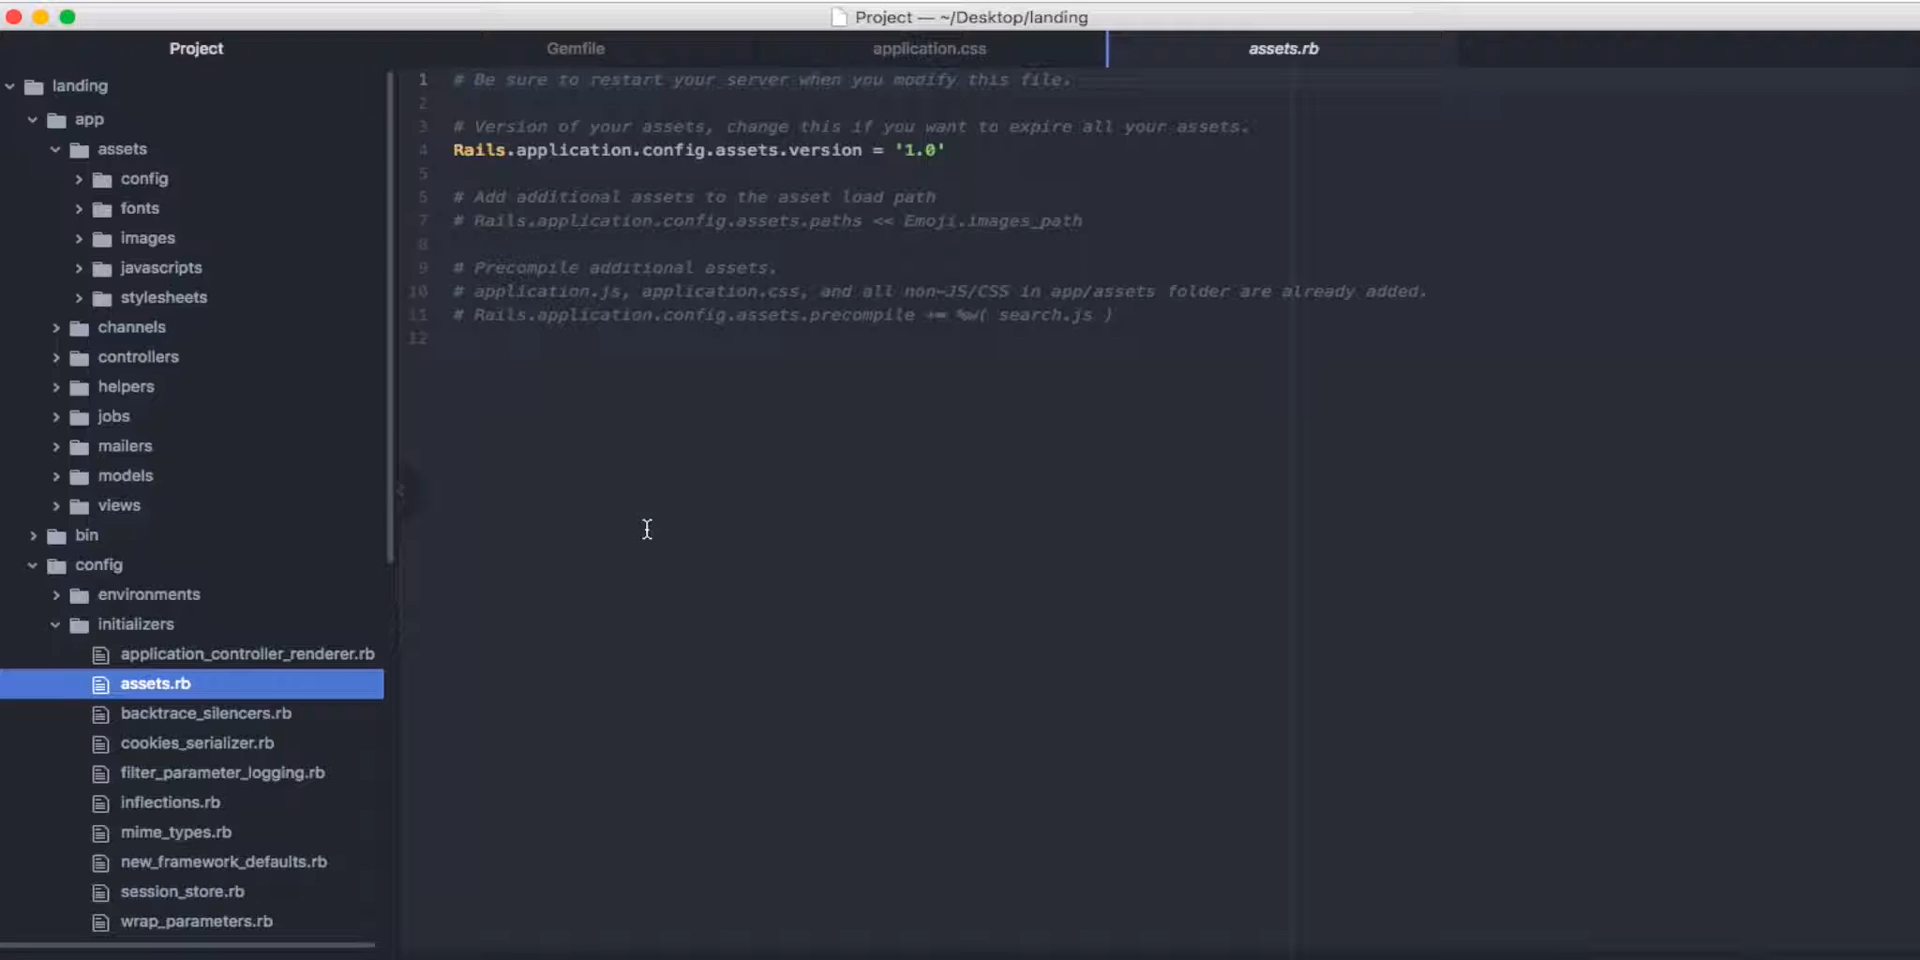 Project — ~/Desktop/landing
Project
Gemfile
application.css
assets.rb
landing
app
assets
config
fonts
images
javascripts
stylesheets
channels
controllers
helpers
jobs
mailers
models
views
bin
config
environments
initializers
application_controller_renderer.rb
assets.rb
backtrace_silencers.rb
cookies_serializer.rb
filter_parameter_logging.rb
inflections.rb
mime_types.rb
new_framework_defaults.rb
session_store.rb
wrap_parameters.rb
1 # Be sure to restart your server when you modify this file.
2
3 # Version of your assets, change this if you want to expire all your assets.
4 Rails.application.config.assets.version = '1.0'
5
6 # Add additional assets to the asset load path
7 # Rails.application.config.assets.paths << Emoji.images_path
8
9 # Precompile additional assets.
10 # application.js, application.css, and all non-JS/CSS in app/assets folder are already added.
11 # Rails.application.config.assets.precompile += %w( search.js )
12